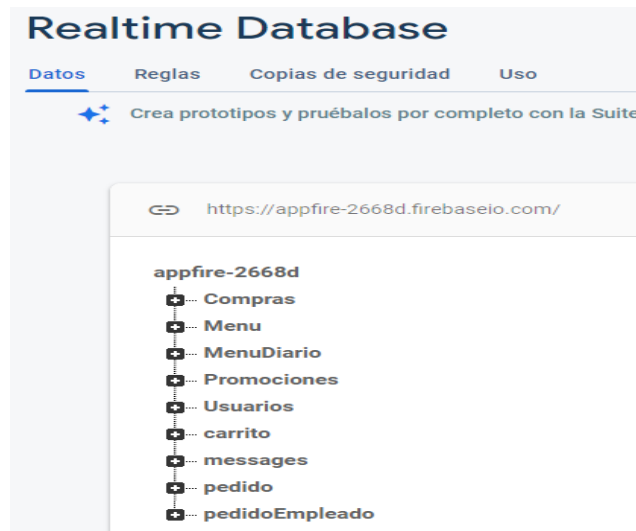 Realtime Database
Datos Reglas Copias de seguridad Uso
Crea prototipos y pruébalos por completo con la Suite
https://appfire-2668d.firebaseio.com/
appfire-2668d
Compras
Menu
MenuDiario
Promociones
Usuarios
carrito
messages
pedido
pedidoEmpleado